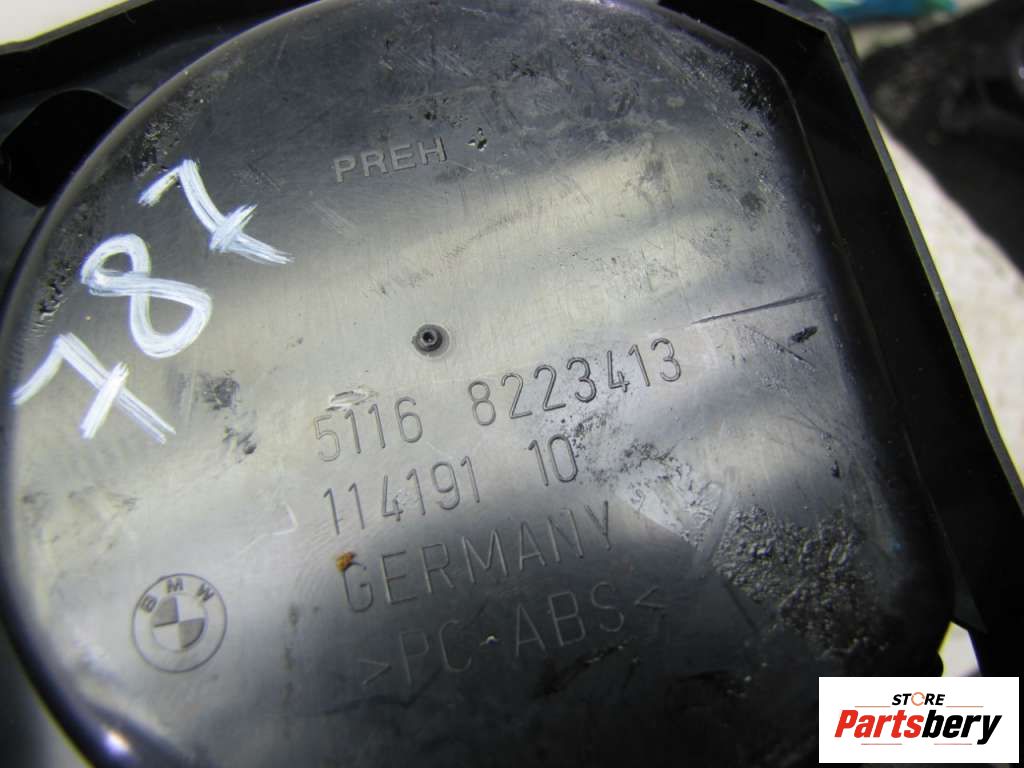 PREH
787
5116 8223413
114191 10
GERMANY
BMW
>PC-ABS<
STORE
Partsbery